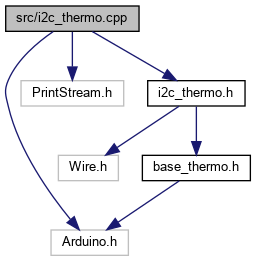 src/i2c_thermo.cpp
PrintStream.h
i2c_thermo.h
Wire.h
base_thermo.h
Arduino.h